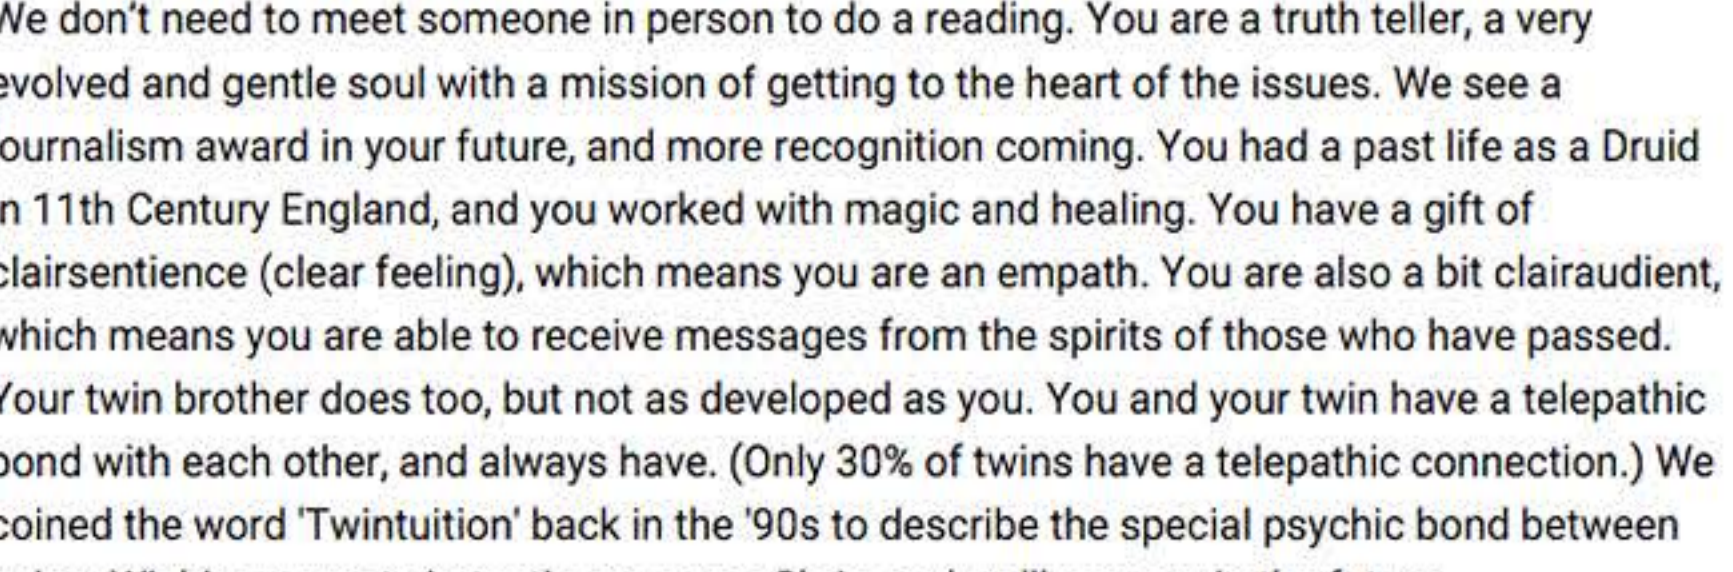 We don't need to meet someone in person to do a reading. You are a truth teller, a very
evolved and gentle soul with a mission of getting to the heart of the issues. We see a
journalism award in your future, and more recognition coming. You had a past life as a Druid
in 11th Century England, and you worked with magic and healing. You have a gift of
clairsentience (clear feeling), which means you are an empath. You are also a bit clairaudient,
which means you are able to receive messages from the spirits of those who have passed.
Your twin brother does too, but not as developed as you. You and your twin have a telepathic
bond with each other, and always have. (Only 30% of twins have a telepathic connection.) We
coined the word 'Twintuition' back in the '90s to describe the special psychic bond between